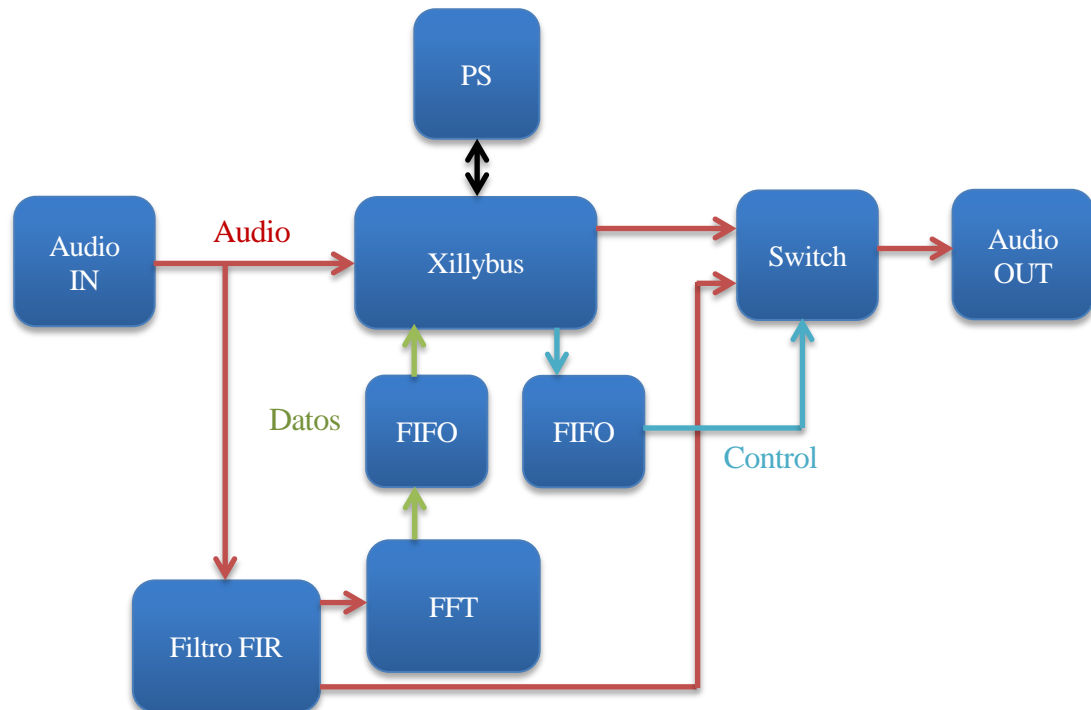 PS
Audio
IN
Audio
Xillybus
Switch
Audio
OUT
Datos
FIFO
FIFO
Control
Filtro FIR
FFT